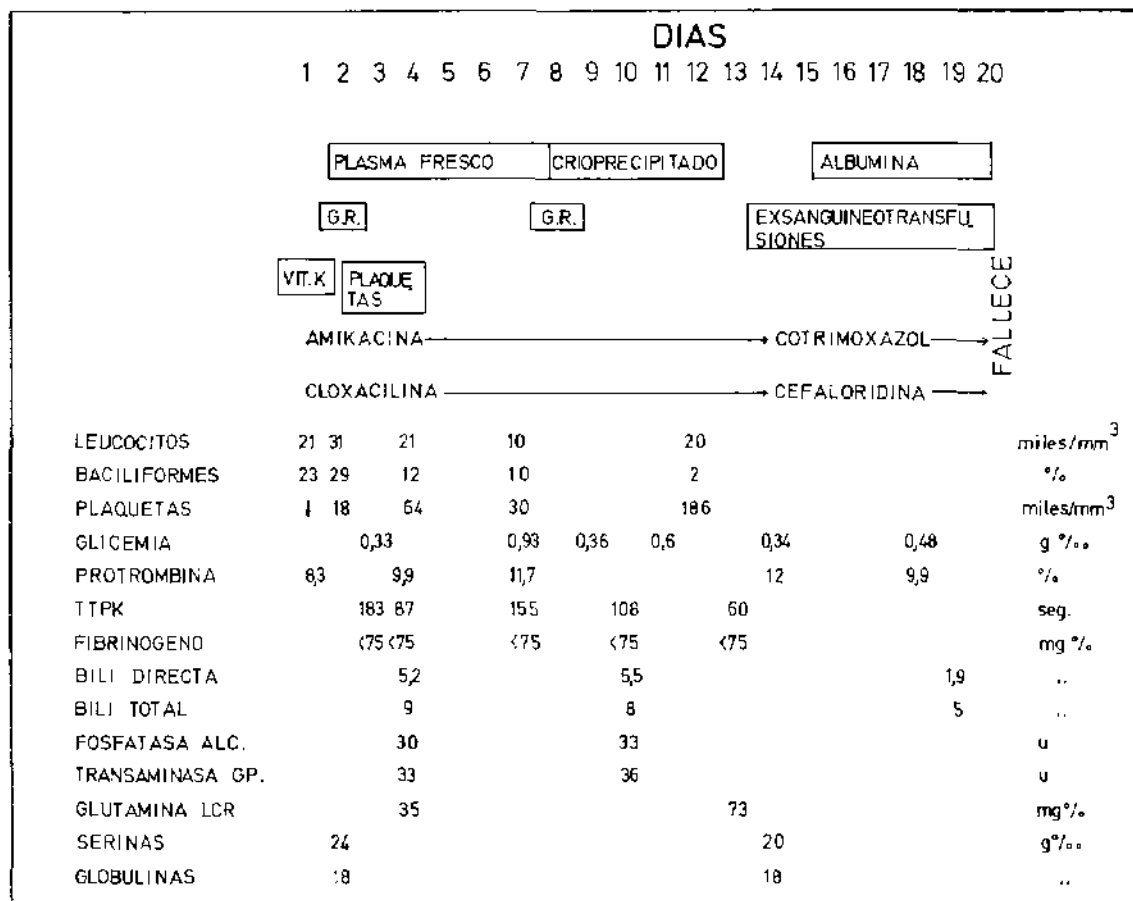 DIAS
1 2 3 4 5 6 7 8 9 10 11 12 13 14 15 16 17 18 19 20
PLASMA FRESCO CRIOPRECIPITADO ALBUMINA
G.R. G.R. EXSANGUINEOTRANSFU_
SIONES
VIT.K PLAQUE_
TAS
FALLECE
AMIKACINA COTRIMOXAZOL
CLOXACILINA CEFALORIDINA
LEUCOCITOS 21 31 21 10 20 miles/mm3
BACILIFORMES 23 29 12 10 2 %
PLAQUETAS ↓ 18 64 30 186 miles/mm3
GLICEMIA 0,33 0,93 0,36 0,6 0,34 0,48 g %..
PROTROMBINA 8,3 9,9 11,7 12 9,9 %
TTPK 183 87 155 108 60 seg.
FIBRINOGENO <75 <75 <75 <75 <75 mg %
BILI DIRECTA 5,2 5,5 1,9 ..
BILI TOTAL 9 8 5 ..
FOSFATASA ALC. 30 33 u
TRANSAMINASA GP. 33 36 u
GLUTAMINA LCR 35 73 mg%
SERINAS 24 20 g%..
GLOBULINAS 18 18 ..